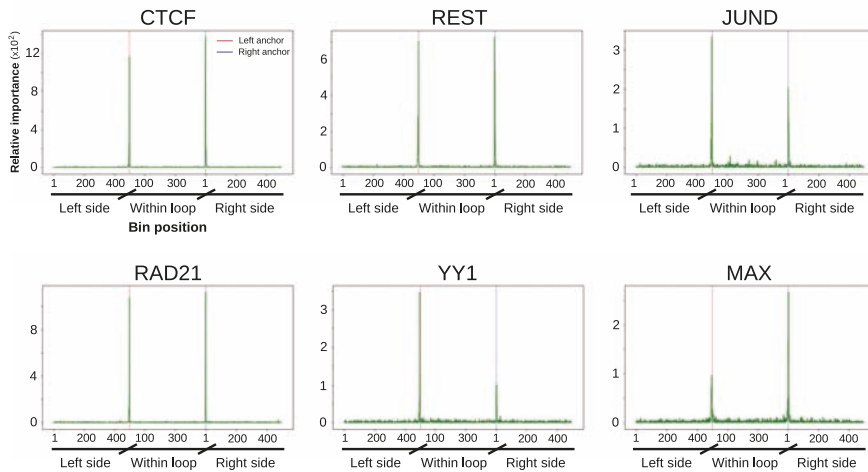 CTCF
REST
JUND
Relative importance (x10²)
12
8
4
0
Left anchor
Right anchor
6
4
2
0
3
2
1
0
1 200 400 100 300 1 200 400
1 200 400 100 300 1 200 400
1 200 400 100 300 1 200 400
Left side Within loop Right side
Left side Within loop Right side
Left side Within loop Right side
Bin position
RAD21
YY1
MAX
8
4
0
3
2
1
0
2
1
0
1 200 400 100 300 1 200 400
1 200 400 100 300 1 200 400
1 200 400 100 300 1 200 400
Left side Within loop Right side
Left side Within loop Right side
Left side Within loop Right side